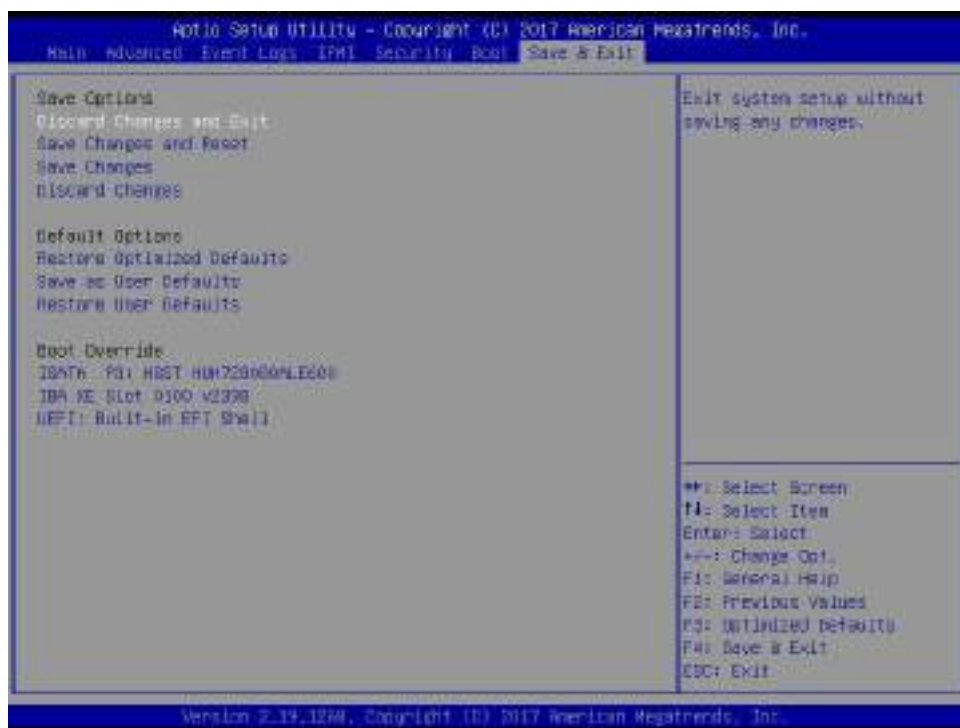 Aptio Setup Utility - Copyright (C) 2017 American Megatrends, Inc.
Main Advanced Event Logs IPMI Security Boot Save & Exit
Save Options
Discard Changes and Exit
Save Changes and Reset
Save Changes
Discard Changes
Default Options
Restore Optimized Defaults
Save as User Defaults
Restore User Defaults
Boot Override
IBA XE Slot
UEFI: Built-in EFI Shell
Exit system setup without
saving any changes.
: Select Screen
↑↓: Select Item
Enter: Select
+/-: Change Opt.
F1: General Help
F2: Previous Values
F3: Optimized Defaults
F4: Save & Exit
ESC: Exit
Version Copyright (C) 2017 American Megatrends, Inc.